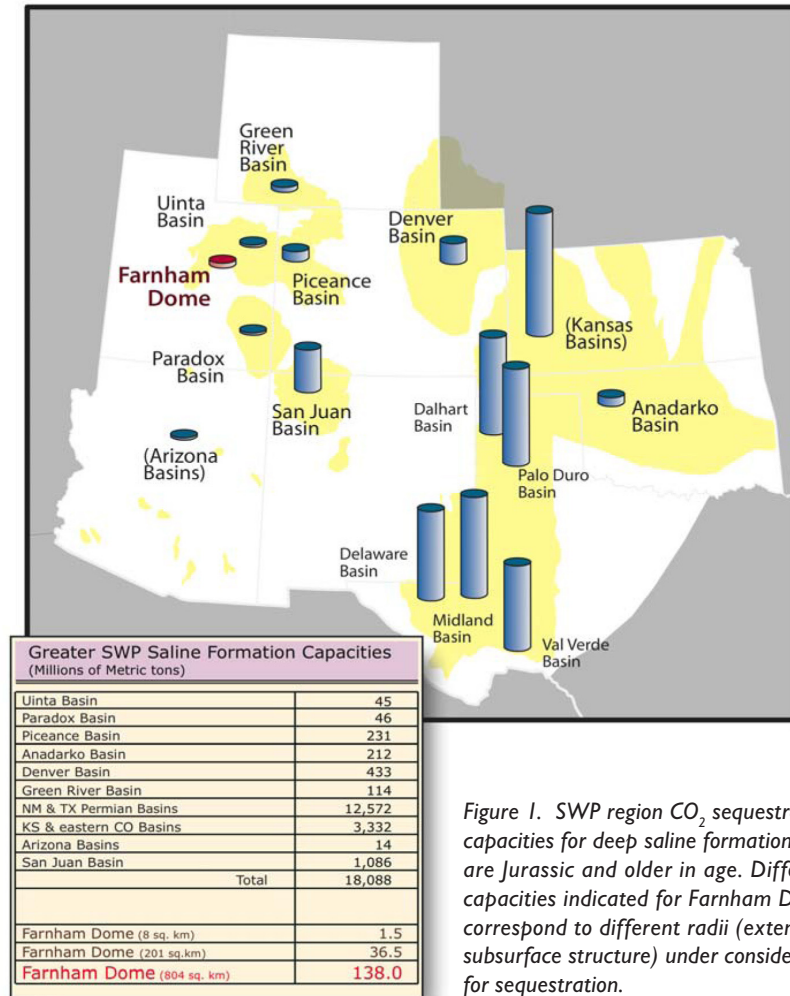 Green
River
Basin
Uinta
Basin
Denver
Basin
Farnham
Dome
Piceance
Basin
(Kansas
Basins)
Paradox
Basin
San Juan
Basin
Dalhart
Basin
Anadarko
Basin
(Arizona
Basins)
Palo Duro
Basin
Delaware
Basin
Midland
Basin
Val Verde
Basin
Greater SWP Saline Formation Capacities
(Millions of Metric tons)
Uinta Basin 45
Paradox Basin 46
Piceance Basin 231
Anadarko Basin 212
Denver Basin 433
Green River Basin 114
NM & TX Permian Basins 12,572
KS & eastern CO Basins 3,332
Arizona Basins 14
San Juan Basin 1,086
Total 18,088
Farnham Dome (8 sq. km) 1.5
Farnham Dome (201 sq.km) 36.5
Farnham Dome (804 sq. km) 138.0
Figure 1. SWP region CO₂ sequestr
capacities for deep saline formation
are Jurassic and older in age. Diffe
capacities indicated for Farnham D
correspond to different radii (exter
subsurface structure) under conside
for sequestration.